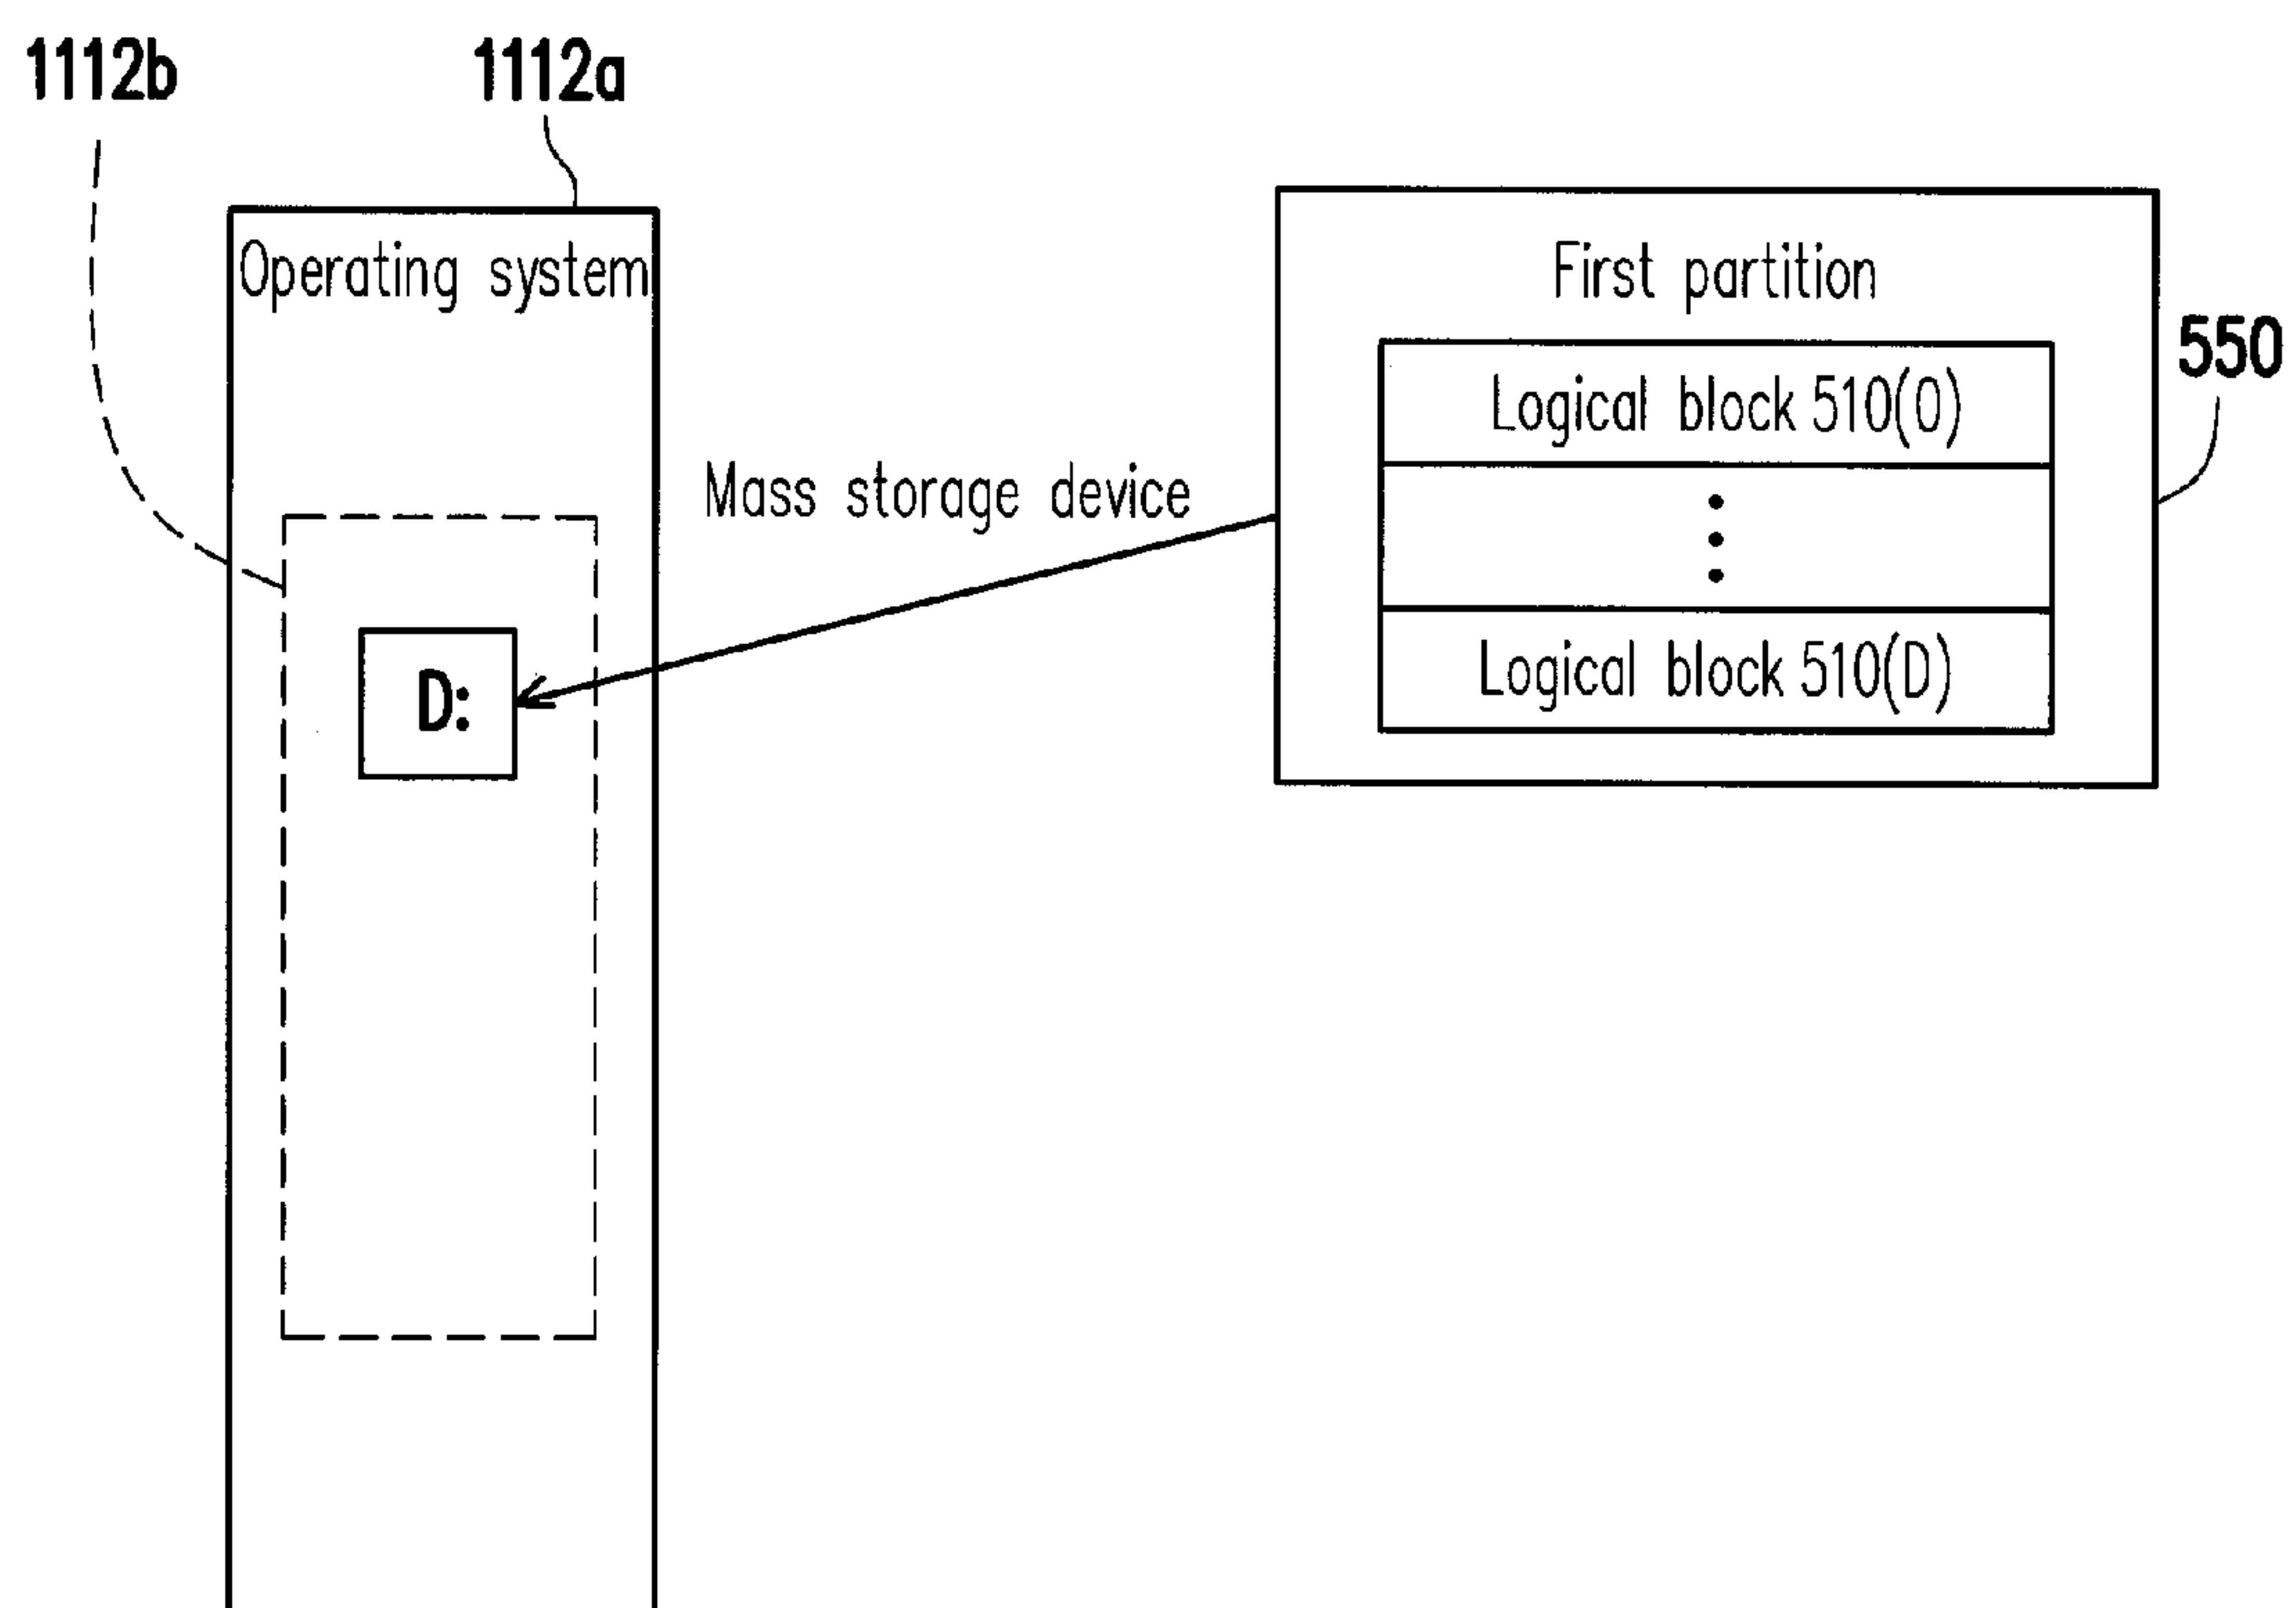 1112b
1112a
Operating system
First partition
550
Logical block 510(0)
Mass storage device
Logical block 510(D)
D: